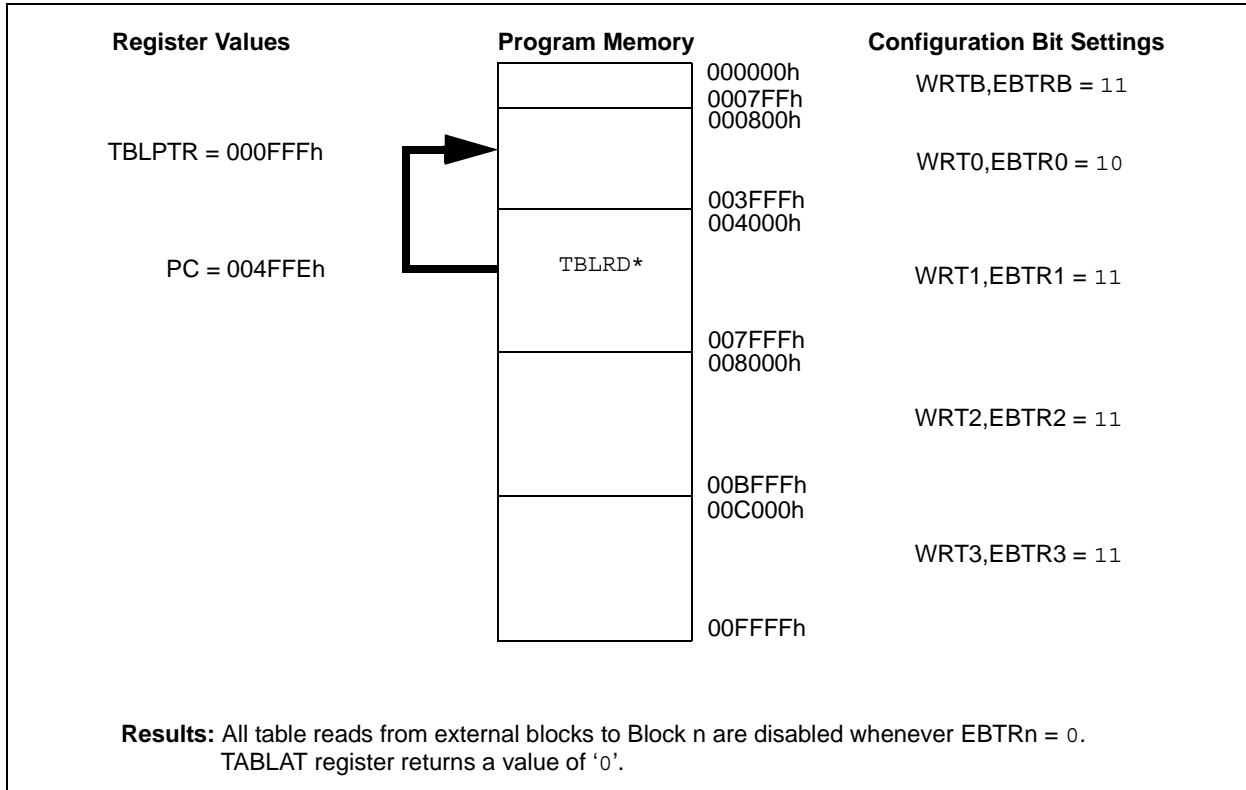 Register Values Program Memory Configuration Bit Settings
000000h
WRTB,EBTRB = 11
0007FFh
000800h
TBLPTR = 000FFFh
WRT0,EBTR0 = 10
003FFFh
004000h
PC = 004FFEh TBLRD* WRT1,EBTR1 = 11
007FFFh
008000h
WRT2,EBTR2 = 11
00BFFFh
00C000h
WRT3,EBTR3 = 11
00FFFFh
Results: All table reads from external blocks to Block n are disabled whenever EBTRn = 0.
TABLAT register returns a value of ‘0’.